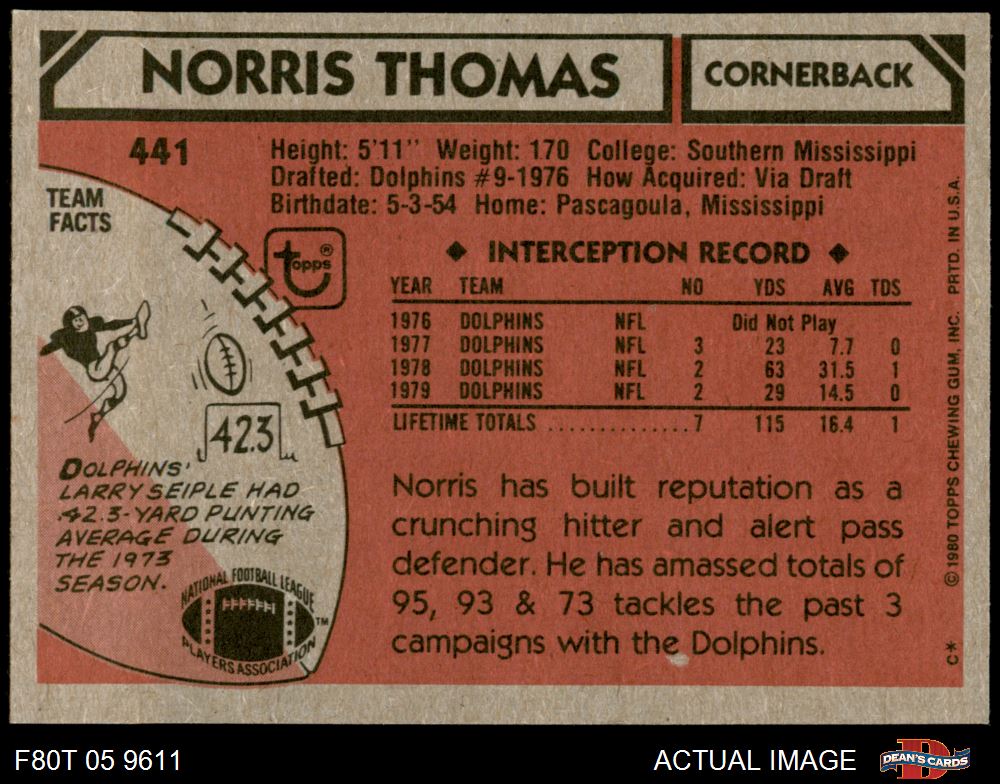 NORRIS THOMAS
CORNERBACK
441
Height: 5'11" Weight: 170 College: Southern Mississippi
Drafted: Dolphins #9-1976 How Acquired: Via Draft
Birthdate: 5-3-54 Home: Pascagoula, Mississippi
TEAM
FACTS
topps®
◆ INTERCEPTION RECORD ◆
YEAR TEAM NO YDS AVG TDS
1976 DOLPHINS NFL Did Not Play
1977 DOLPHINS NFL 3 23 7.7 0
1978 DOLPHINS NFL 2 63 31.5 1
1979 DOLPHINS NFL 2 29 14.5 0
LIFETIME TOTALS ..............7 115 16.4 1
42.3
DOLPHINS'
LARRY SEIPLE HAD
42.3-YARD PUNTING
AVERAGE DURING
THE 1973
SEASON.
NATIONAL FOOTBALL LEAGUE
PLAYERS ASSOCIATION
TM
Norris has built reputation as a
crunching hitter and alert pass
defender. He has amassed totals of
95, 93 & 73 tackles the past 3
campaigns with the Dolphins.
© 1980 TOPPS CHEWING GUM, INC. PRTD. IN U.S.A.
C*
F80T 05 9611
ACTUAL IMAGE
DEAN'S CARDS